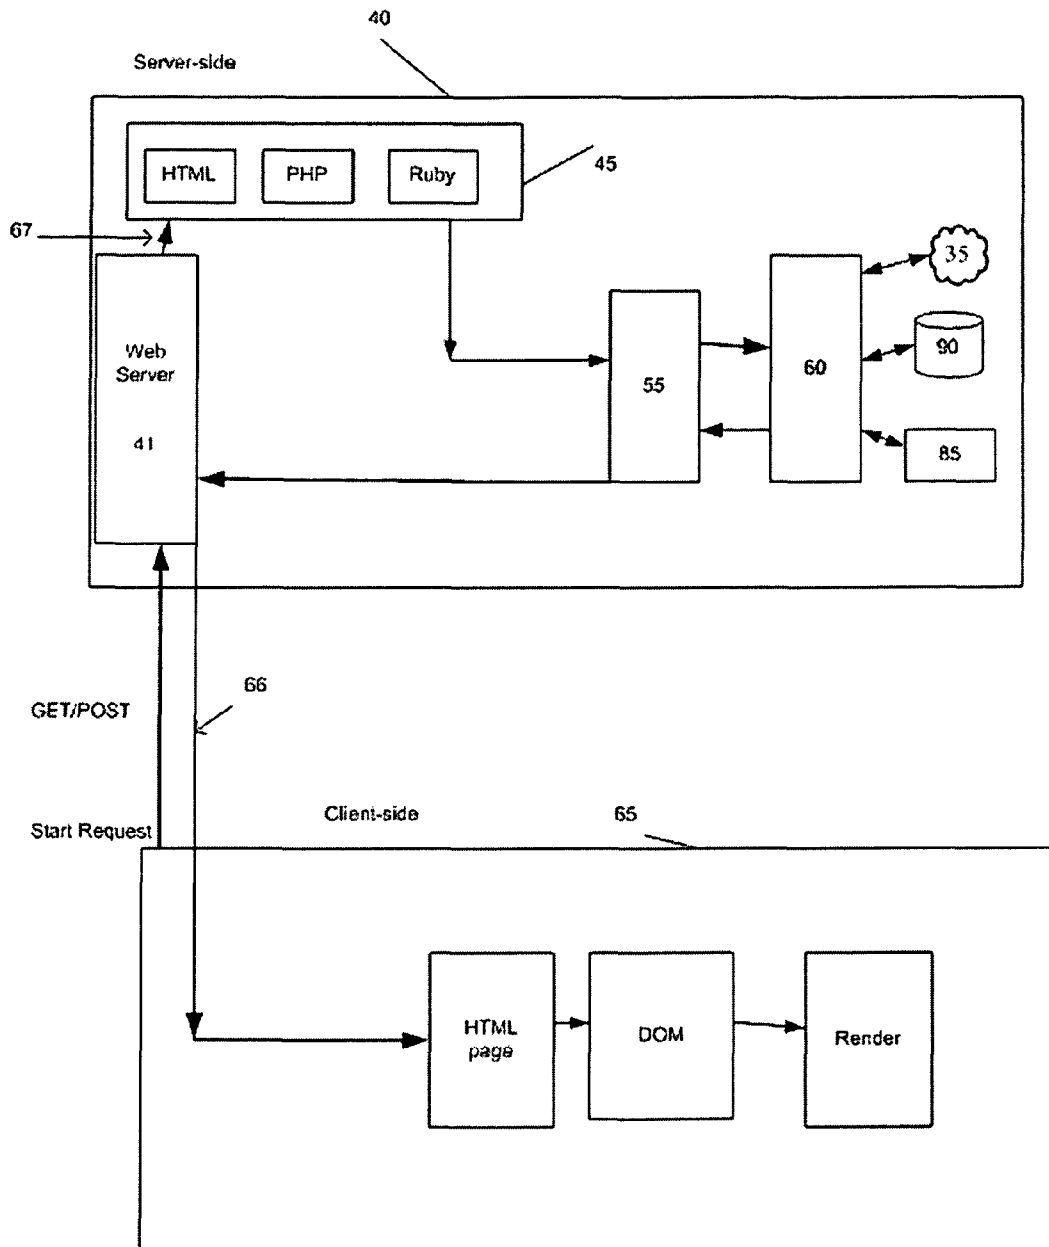 40
Server-side
HTML
PHP
Ruby
45
67
35
Web
Server
41
55
60
90
85
66
GET/POST
Client-side
65
Start Request
HTML
page
DOM
Render